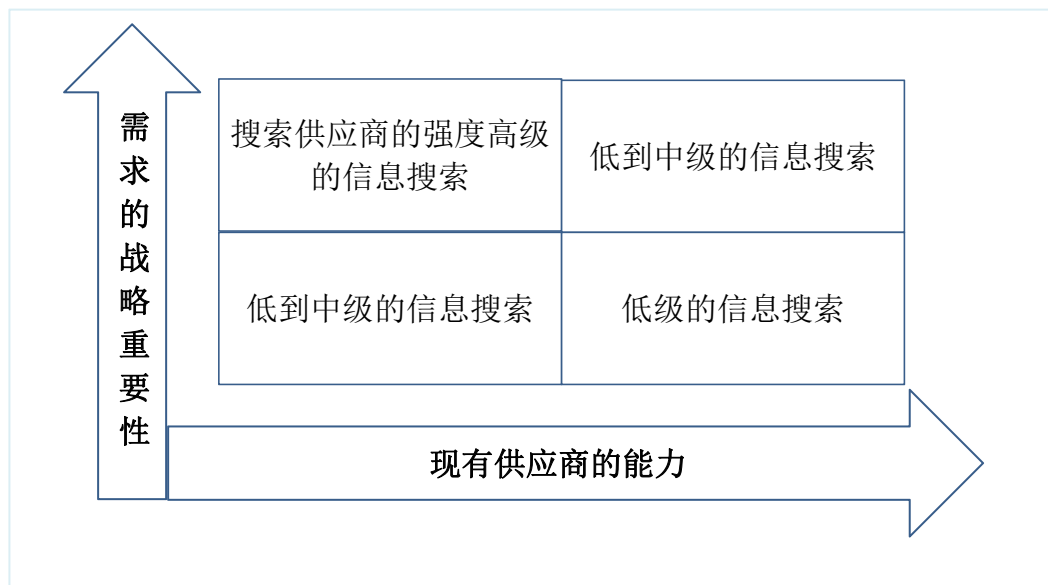 需求的战略重要性
搜索供应商的强度高级
的信息搜索
低到中级的信息搜索
低到中级的信息搜索
低级的信息搜索
现有供应商的能力